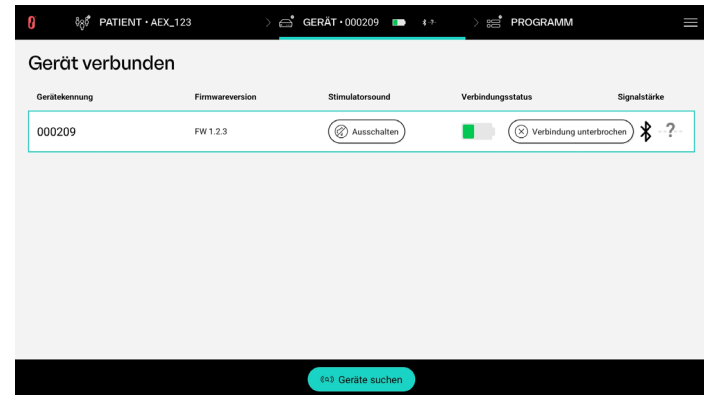 PATIENT • AEX_123 GERÄT • 000209 -?- PROGRAMM
Gerät verbunden
Gerätekennung Firmwareversion Stimulatorsound Verbindungsstatus Signalstärke
000209 FW 1.2.3 Ausschalten Verbindung unterbrochen --?--
Geräte suchen